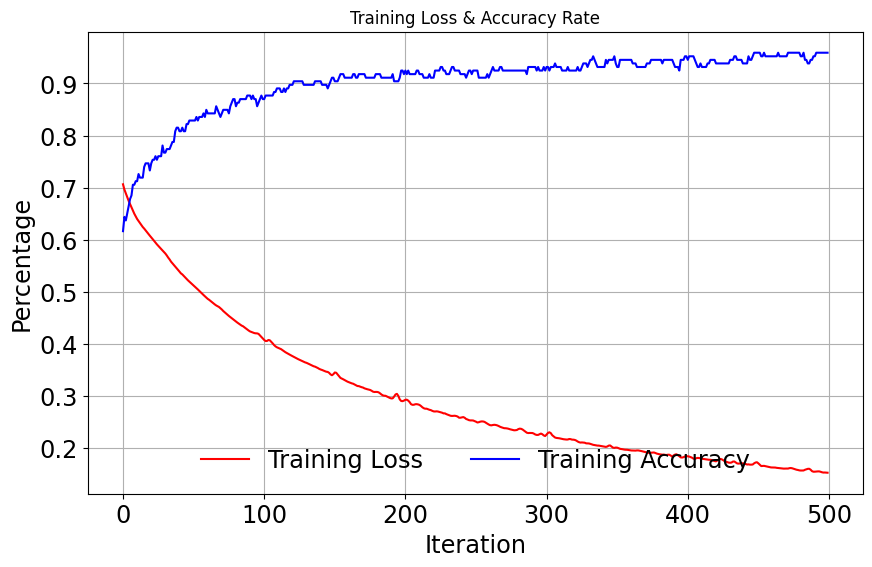 Training Loss & Accuracy Rate
0.9
0.8
0.7
0.6
0.5
0.4
0.3
0.2
Percentage
Training Loss
Training Accuracy
0
100
200
300
400
500
Iteration